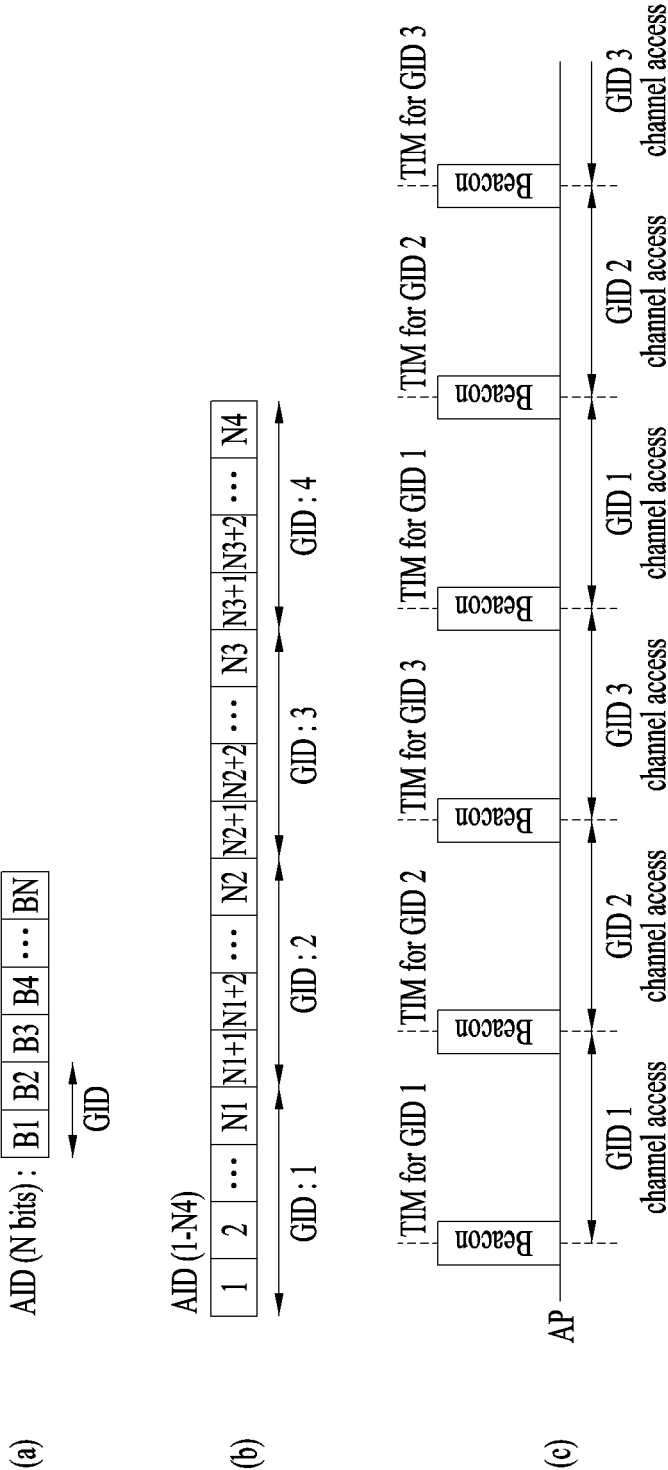 (a)
AID (N bits) : B1 B2 B3 B4 ••• BN
GID
(b)
AID (1-N4)
1 2 ••• N1 N1+1 N1+2 ••• N2 N2+1 N2+2 ••• N3 N3+1 N3+2 ••• N4
GID : 1 GID : 2 GID : 3 GID : 4
(c)
TIM for GID 1 TIM for GID 2 TIM for GID 3 TIM for GID 1 TIM for GID 2 TIM for GID 3
Beacon Beacon Beacon Beacon Beacon Beacon
AP
GID 1 GID 2 GID 3 GID 1 GID 2 GID 3
channel access channel access channel access channel access channel access channel access